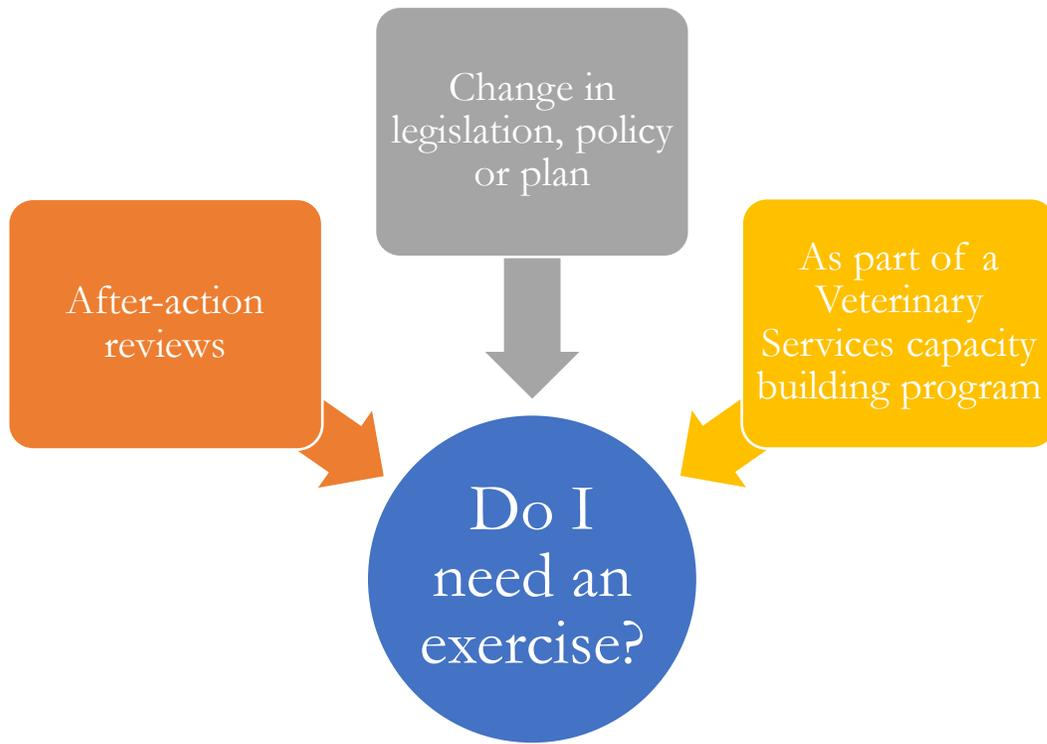 Change in
legislation, policy
or plan
After-action
reviews
As part of a
Veterinary
Services capacity
building program
Do I
need an
exercise?